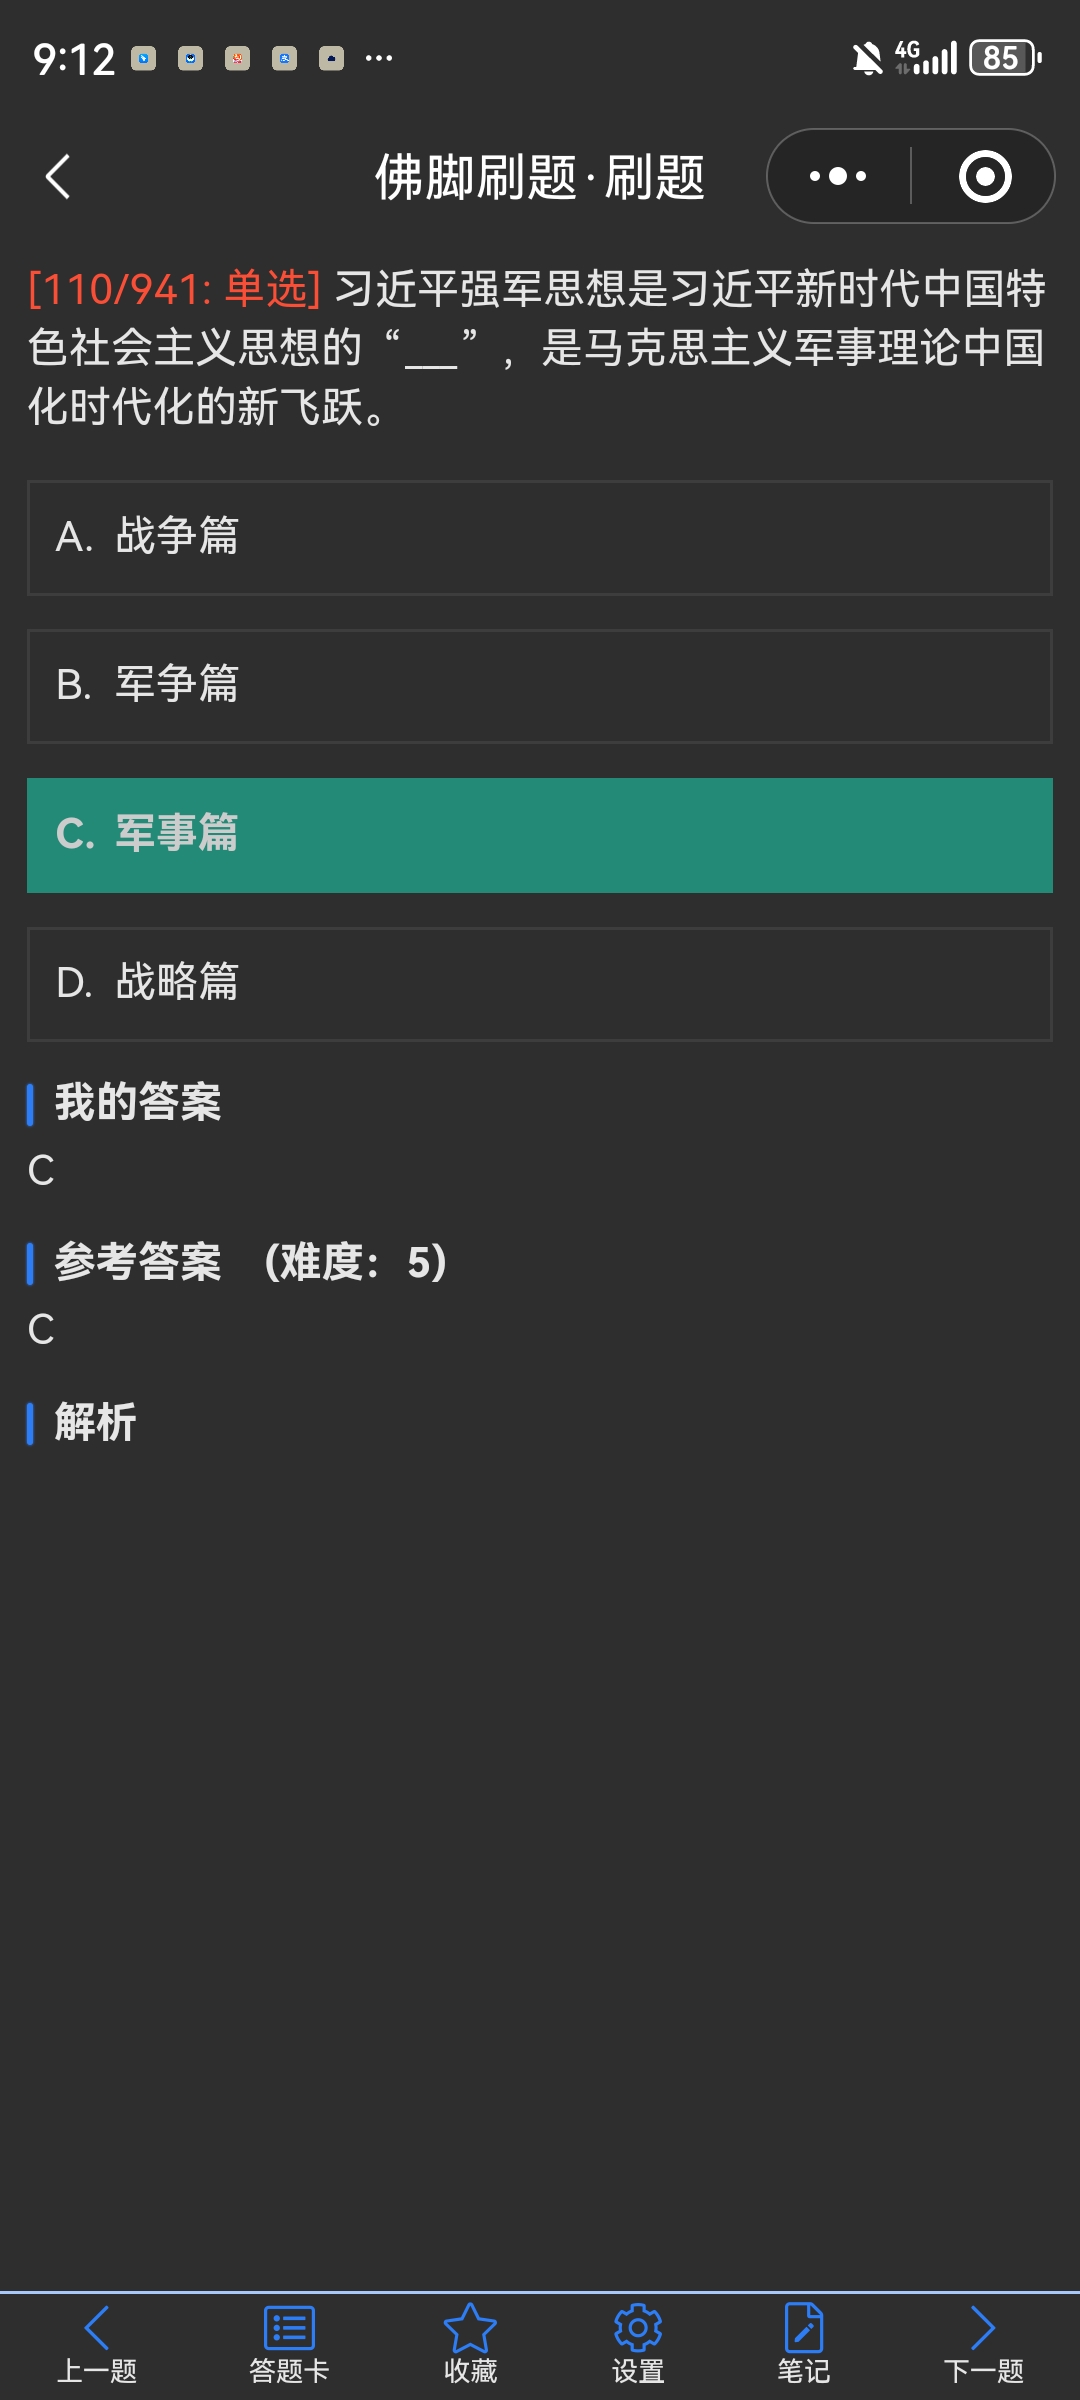 9:12
4G
85
佛脚刷题·刷题
[110/941: 单选] 习近平强军思想是习近平新时代中国特
色社会主义思想的“___”，是马克思主义军事理论中国
化时代化的新飞跃。
A. 战争篇
B. 军争篇
C. 军事篇
D. 战略篇
我的答案
C
参考答案 (难度: 5)
C
解析
上一题
答题卡
收藏
设置
笔记
下一题